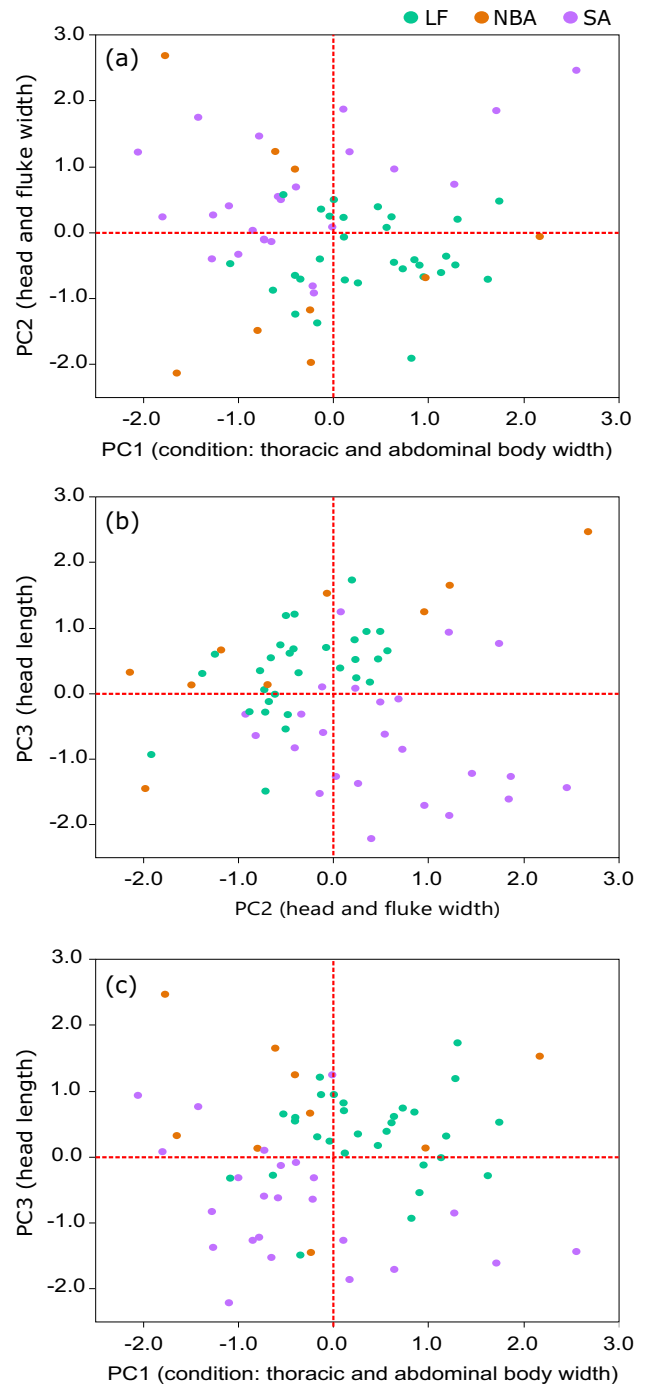 LF NBA SA
(a)
3.0
2.0
1.0
0.0
-1.0
-2.0
PC2 (head and fluke width)
-2.0 -1.0 0.0 1.0 2.0 3.0
PC1 (condition: thoracic and abdominal body width)
(b)
3.0
2.0
1.0
0.0
-1.0
-2.0
PC3 (head length)
-2.0 -1.0 0.0 1.0 2.0 3.0
PC2 (head and fluke width)
(c)
3.0
2.0
1.0
0.0
-1.0
-2.0
PC3 (head length)
-2.0 -1.0 0.0 1.0 2.0 3.0
PC1 (condition: thoracic and abdominal body width)